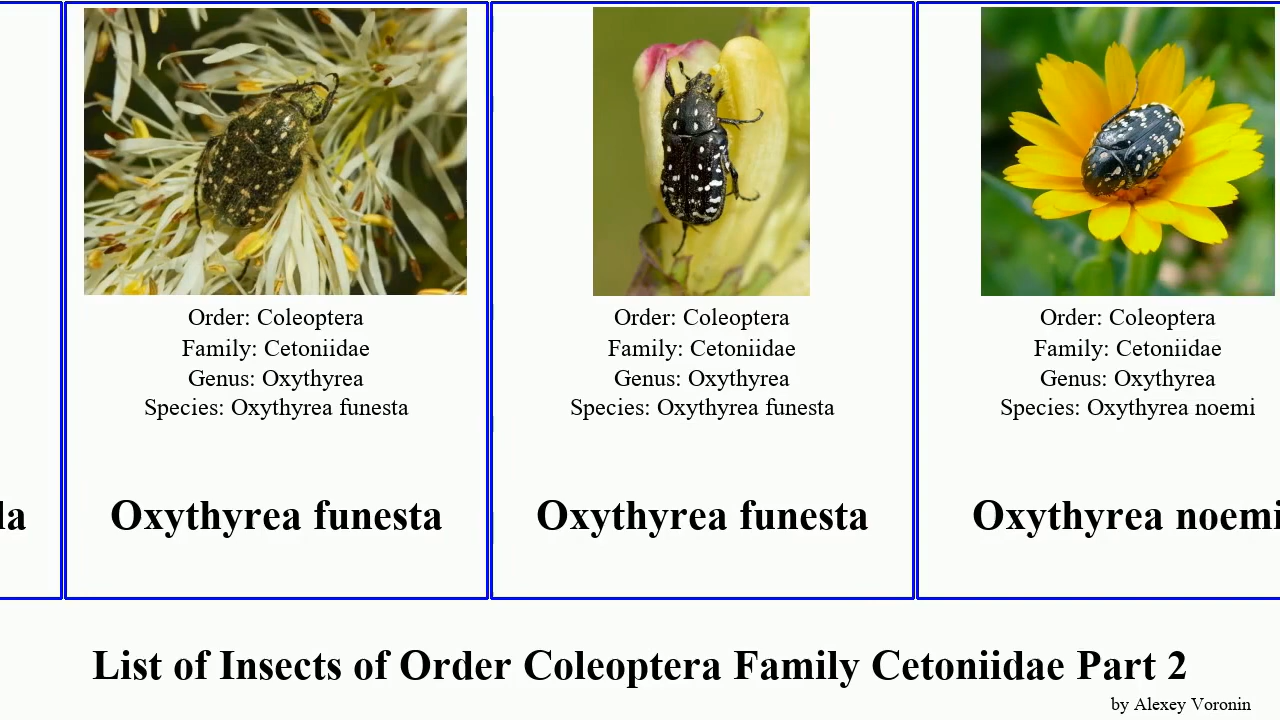 Order: Coleoptera
Family: Cetoniidae
Genus: Oxythyrea
Species: Oxythyrea funesta
Oxythyrea funesta
Order: Coleoptera
Family: Cetoniidae
Genus: Oxythyrea
Species: Oxythyrea funesta
Oxythyrea funesta
Order: Coleoptera
Family: Cetoniidae
Genus: Oxythyrea
Species: Oxythyrea noemi
Oxythyrea noemi
List of Insects of Order Coleoptera Family Cetoniidae Part 2
by Alexey Voronin